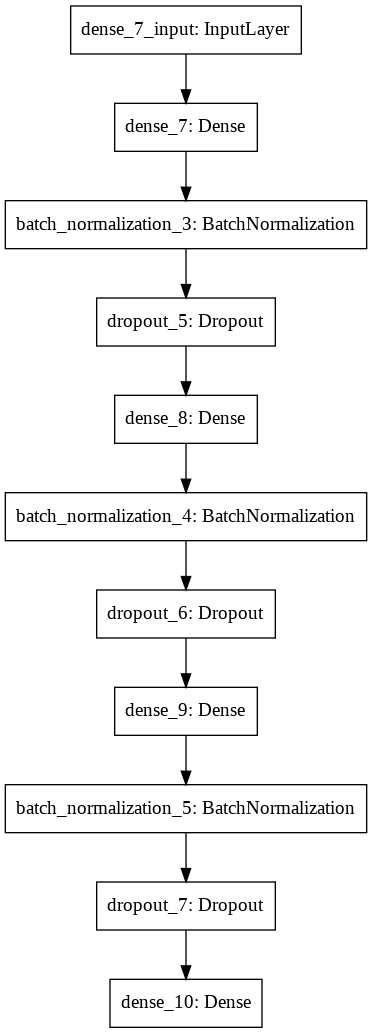 dense_7_input: InputLayer
dense_7: Dense
batch_normalization_3: BatchNormalization
dropout_5: Dropout
dense_8: Dense
batch_normalization_4: BatchNormalization
dropout_6: Dropout
dense_9: Dense
batch_normalization_5: BatchNormalization
dropout_7: Dropout
dense_10: Dense